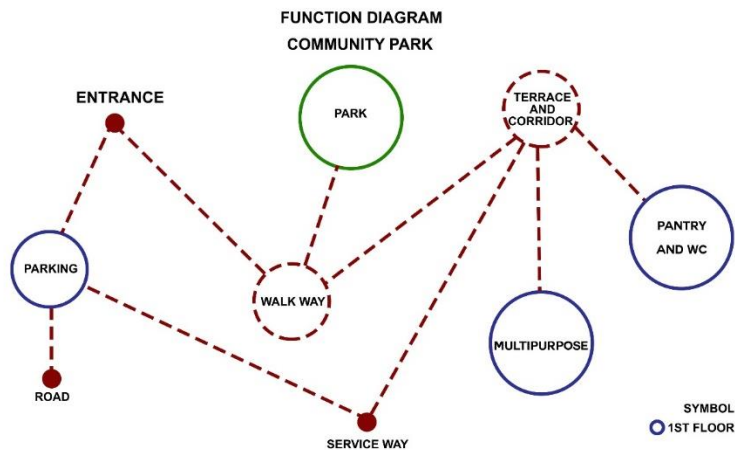 FUNCTION DIAGRAM
COMMUNITY PARK
ENTRANCE
PARK
TERRACE
AND
CORRIDOR
PANTRY
AND WC
PARKING
WALK WAY
MULTIPURPOSE
ROAD
SERVICE WAY
SYMBOL
1ST FLOOR